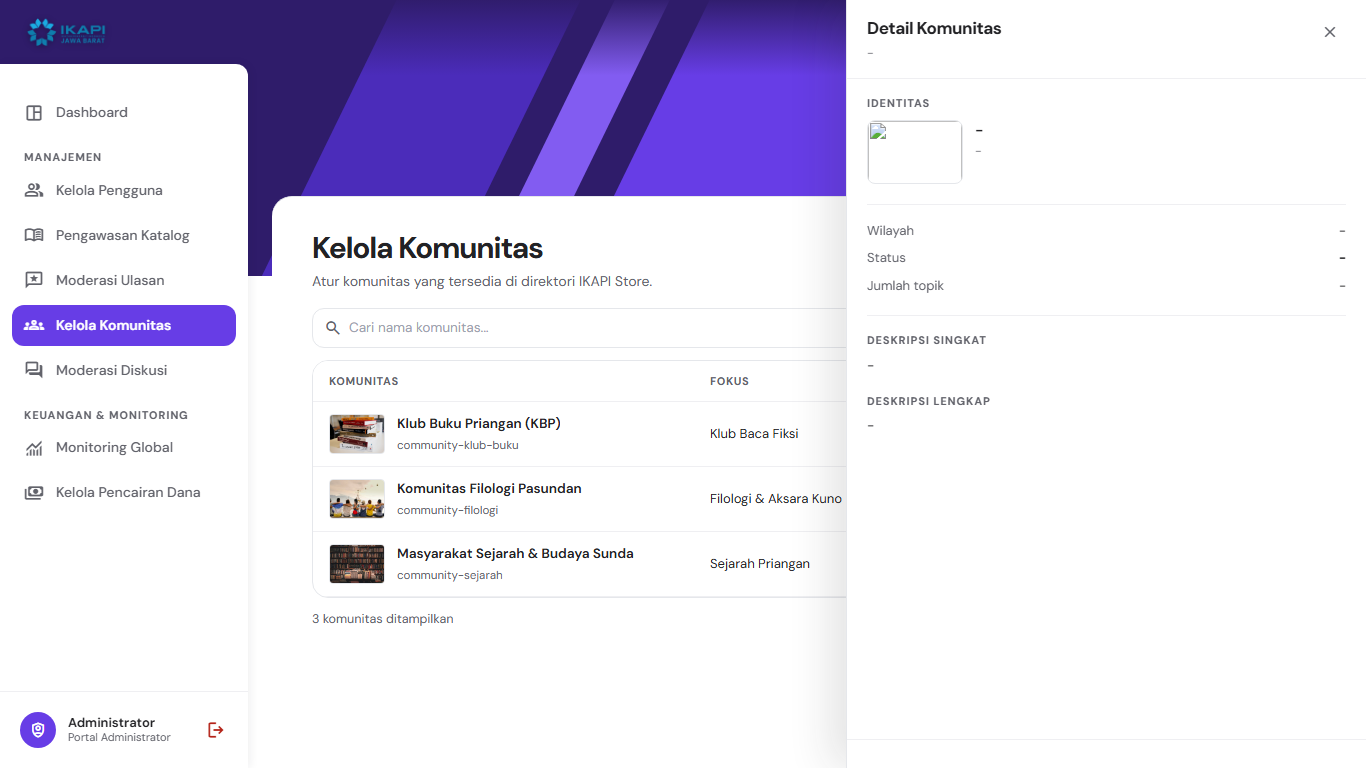 IKAPI
JAWA BARAT
Dashboard
MANAJEMEN
Kelola Pengguna
Pengawasan Katalog
Moderasi Ulasan
Kelola Komunitas
Moderasi Diskusi
KEUANGAN & MONITORING
Monitoring Global
Kelola Pencairan Dana
Administrator
Portal Administrator
Kelola Komunitas
Atur komunitas yang tersedia di direktori IKAPI Store.
Cari nama komunitas...
KOMUNITAS FOKUS
Klub Buku Priangan (KBP)
community-klub-buku
Klub Baca Fiksi
Komunitas Filologi Pasundan
community-filologi
Filologi & Aksara Kuno
Masyarakat Sejarah & Budaya Sunda
community-sejarah
Sejarah Priangan
3 komunitas ditampilkan
Detail Komunitas
-
IDENTITAS
-
-
Wilayah -
Status -
Jumlah topik -
DESKRIPSI SINGKAT
-
DESKRIPSI LENGKAP
-